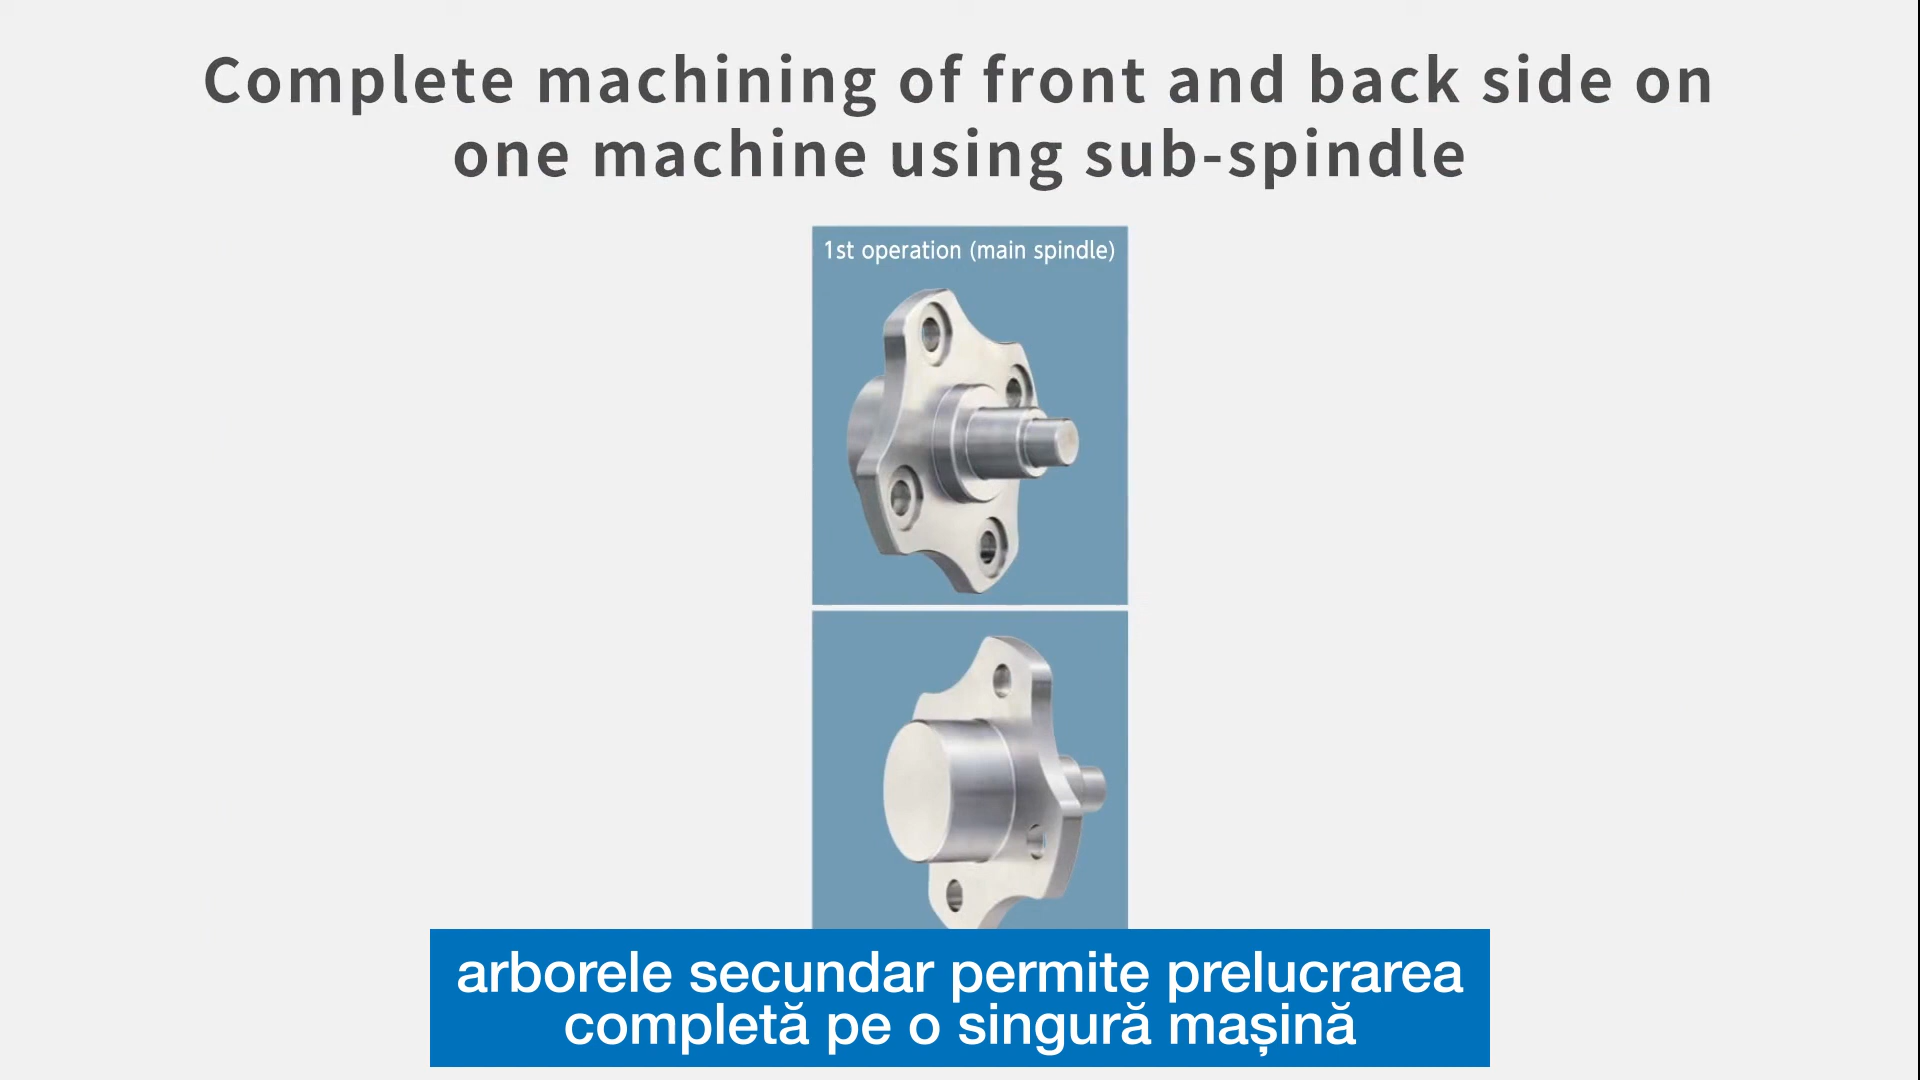 Complete machining of front and back side on
one machine using sub-spindle
1st operation (main spindle)
arborele secundar permite prelucrarea
completă pe o singură mașină